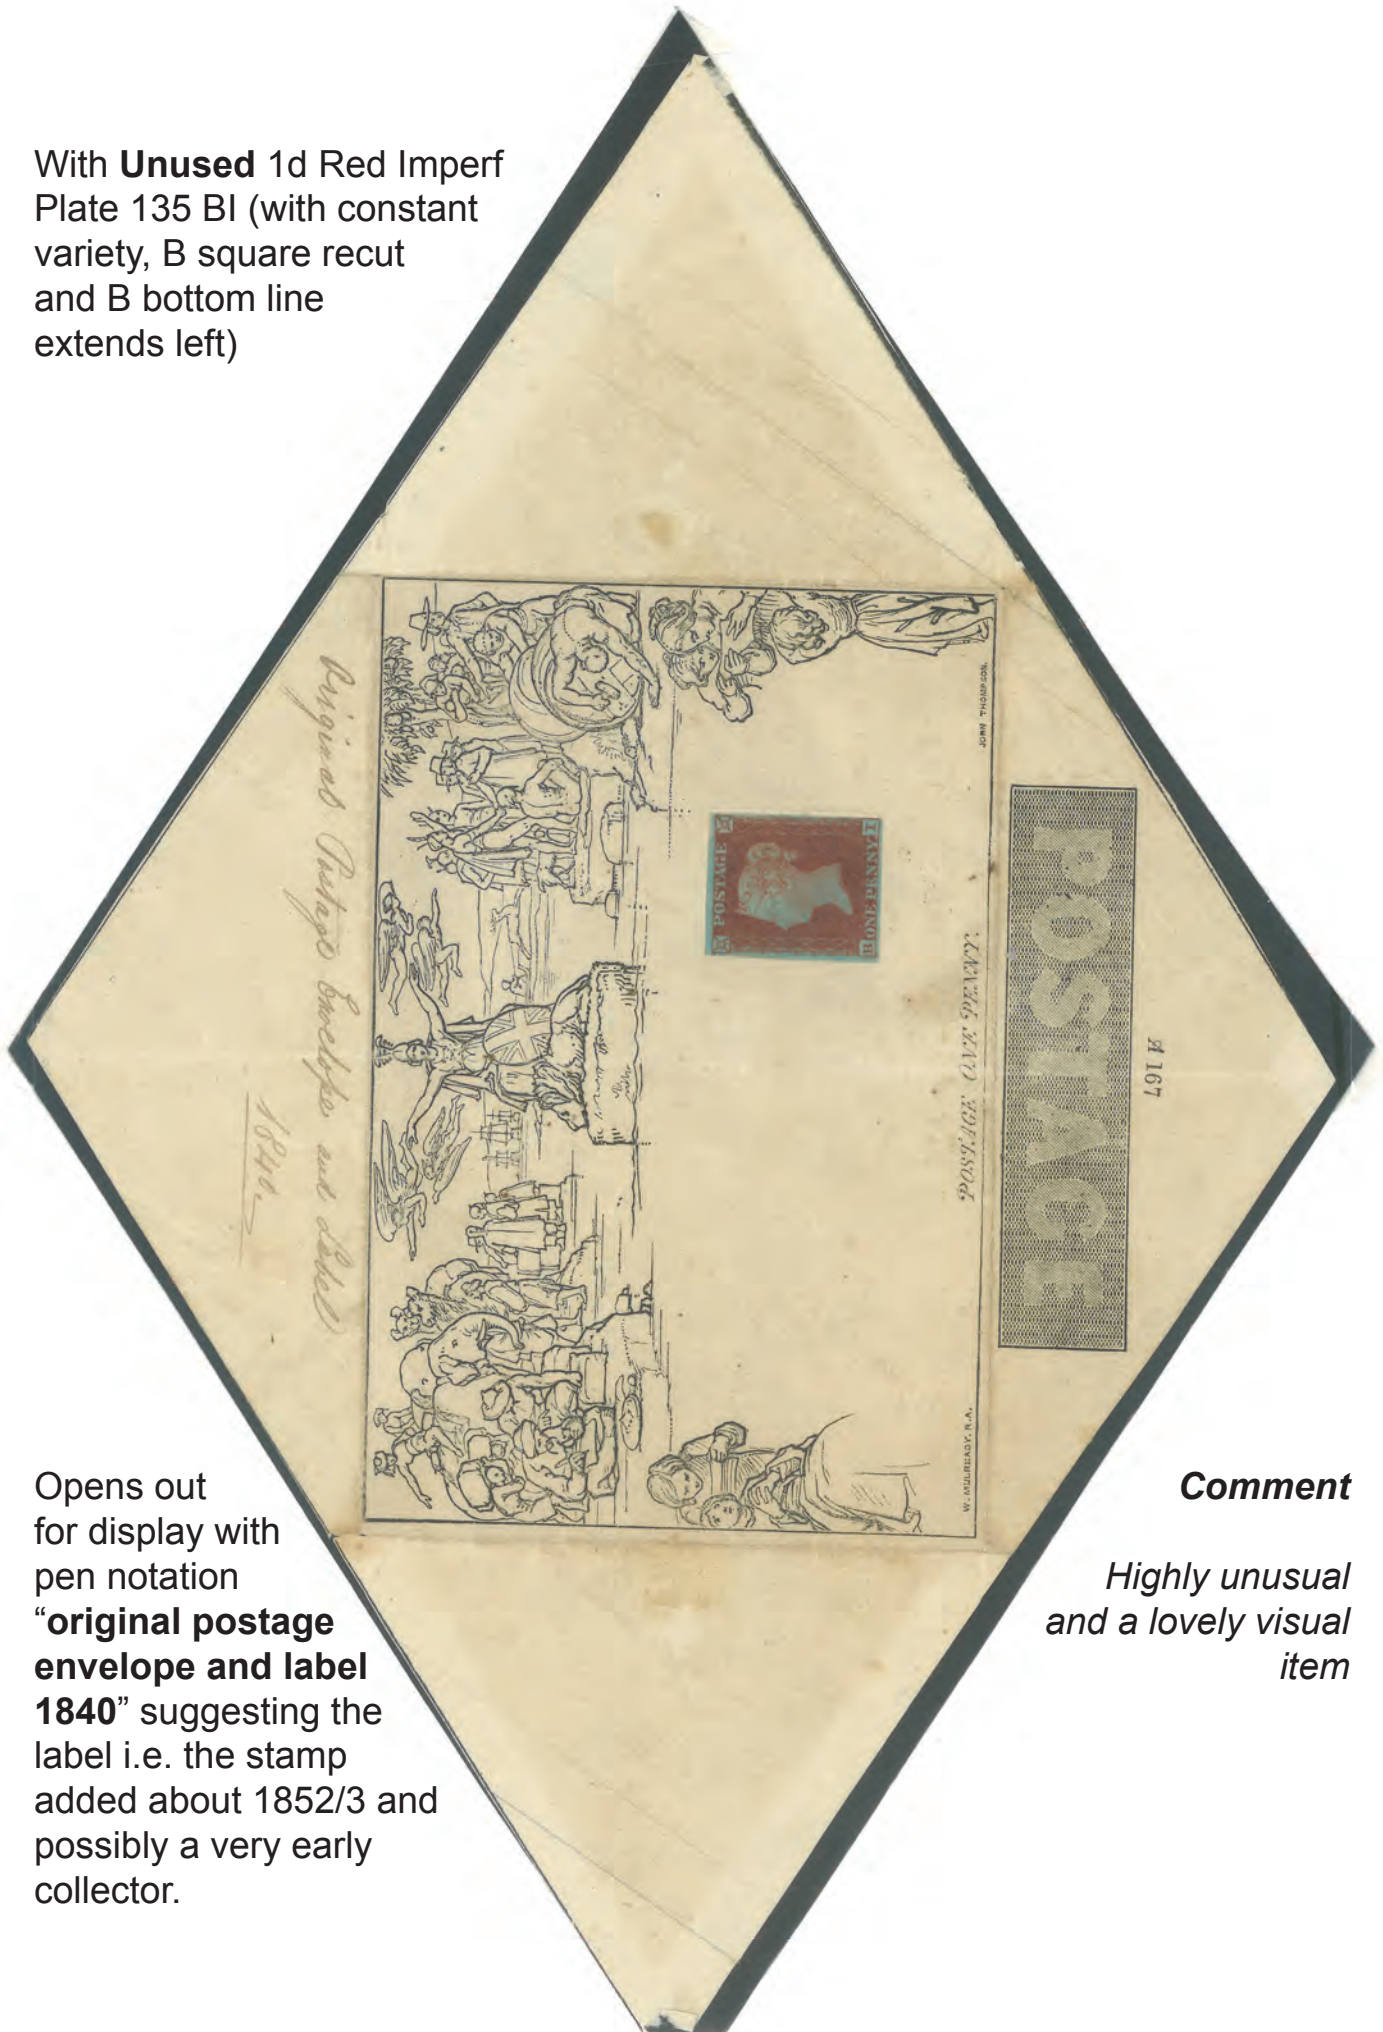 With Unused 1d Red Imperf
Plate 135 BI (with constant
variety, B square recut
and B bottom line
extends left)
Original Postage Envelope and Label
1840.
POSTAGE
B ONE PENNY I
JOHN THOMPSON.
POSTAGE ONE PENNY.
W. MULREADY. R.A.
POSTAGE
A 167
Opens out
for display with
pen notation
“original postage
envelope and label
1840” suggesting the
label i.e. the stamp
added about 1852/3 and
possibly a very early
collector.
Comment
Highly unusual
and a lovely visual
item